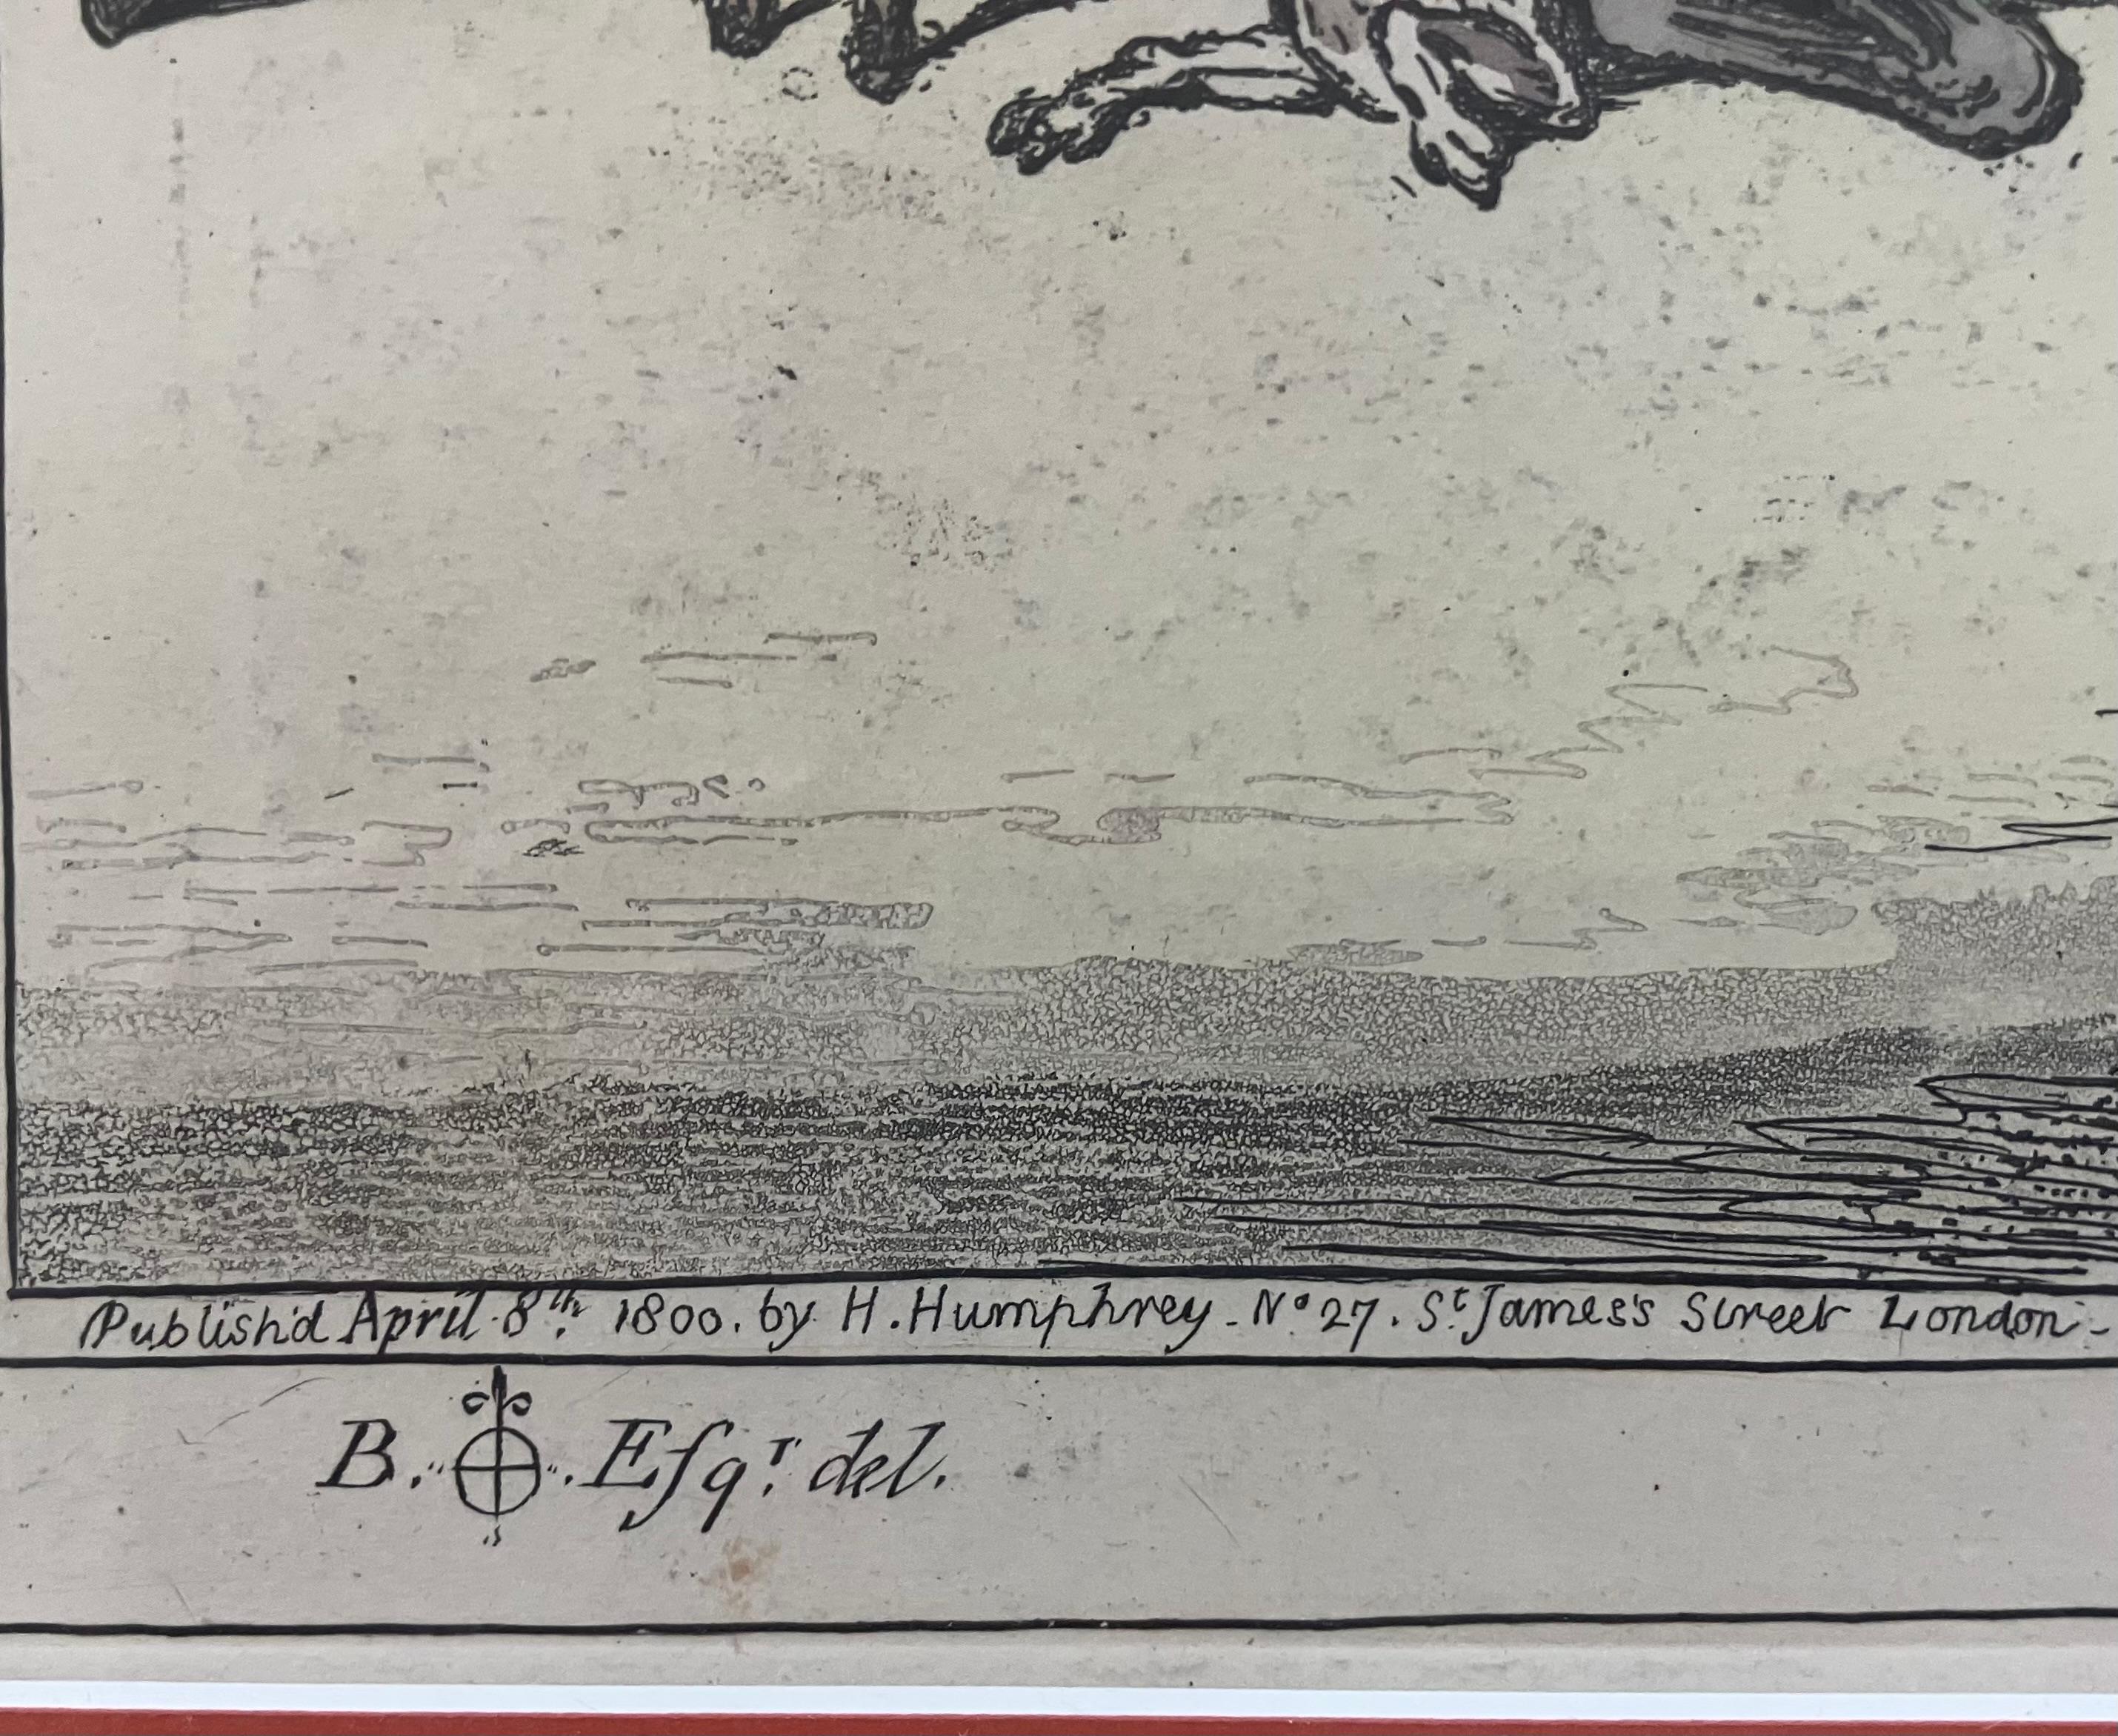 Publish'd April 8th. 1800. by H. Humphrey - No 27. St James's Street London -
B. . Eſqr. del.